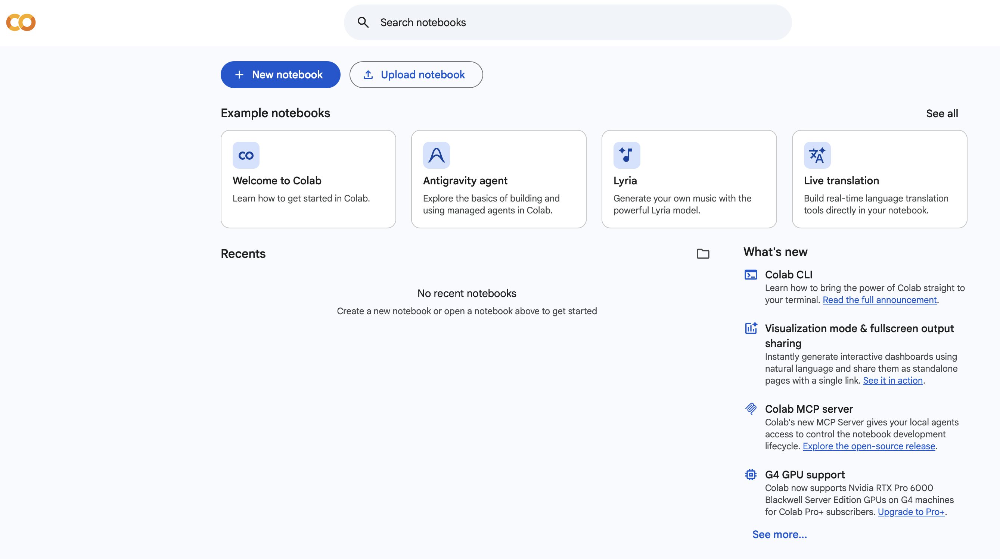 Search notebooks
New notebook
Upload notebook
Example notebooks
See all
Welcome to Colab
Learn how to get started in Colab.
Antigravity agent
Explore the basics of building and
using managed agents in Colab.
Lyria
Generate your own music with the
powerful Lyria model.
Live translation
Build real-time language translation
tools directly in your notebook.
Recents
No recent notebooks
Create a new notebook or open a notebook above to get started
What's new
Colab CLI
Learn how to bring the power of Colab straight to
your terminal. Read the full announcement.
Visualization mode & fullscreen output
sharing
Instantly generate interactive dashboards using
natural language and share them as standalone
pages with a single link. See it in action.
Colab MCP server
Colab's new MCP Server gives your local agents
access to control the notebook development
lifecycle. Explore the open-source release.
G4 GPU support
Colab now supports Nvidia RTX Pro 6000
Blackwell Server Edition GPUs on G4 machines
for Colab Pro+ subscribers. Upgrade to Pro+.
See more...